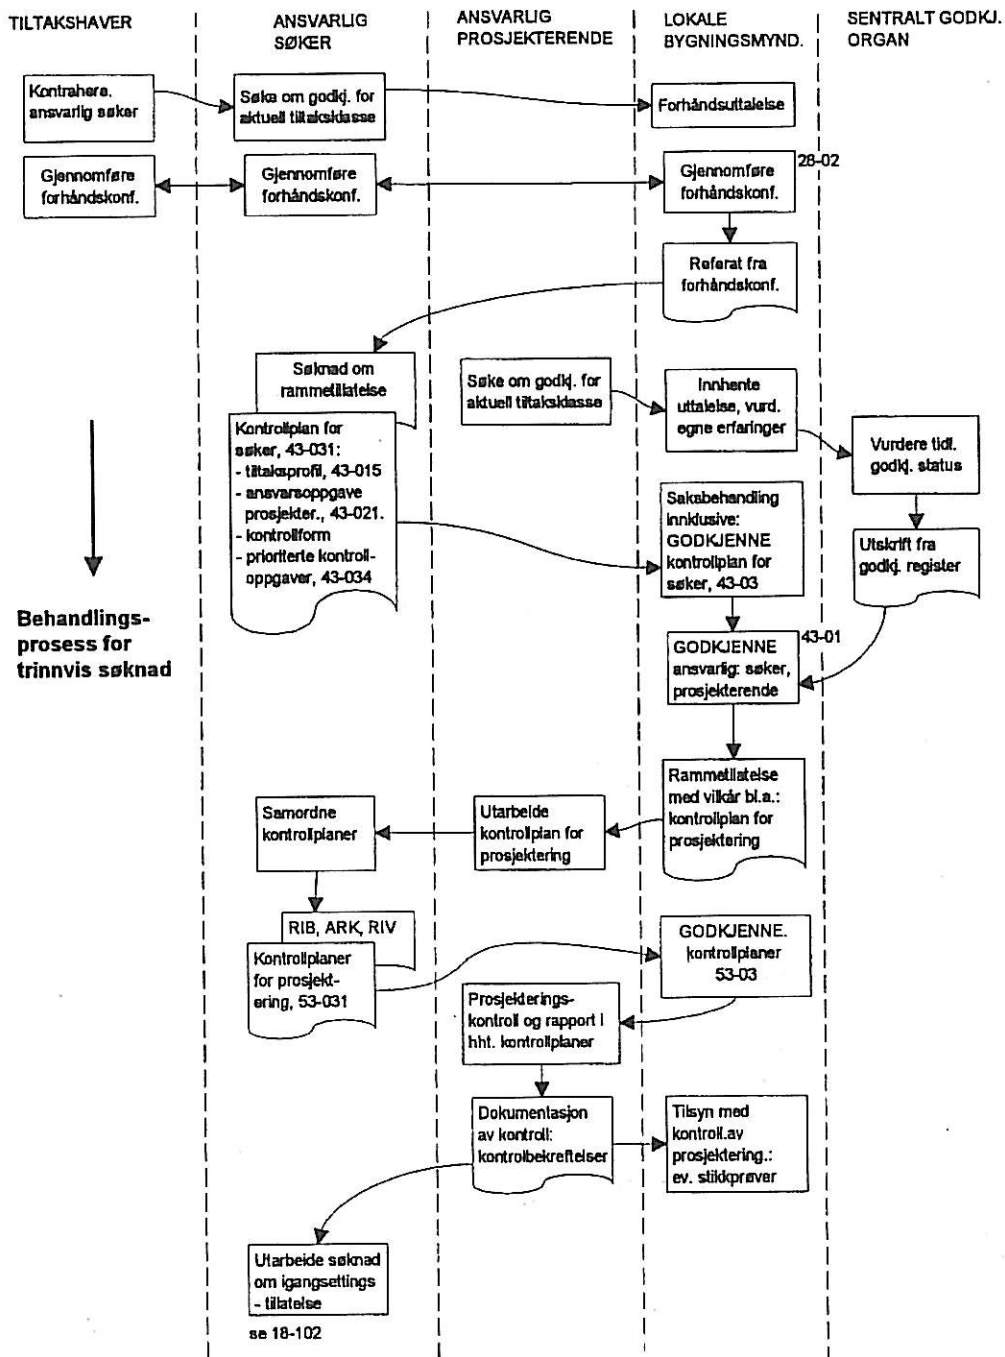 TILTAKSHAVER
ANSVARLIG
SØKER
ANSVARLIG
PROSJEKTERENDE
LOKALE
BYGNINGSMYND.
SENTRALT GODKJ.
ORGAN
Kontrahere.
ansvarlig søker
Søke om godkj. for
aktuell tiltaksklasse
Forhåndsuttalelse
Gjennomføre
forhåndskonf.
Gjennomføre
forhåndskonf.
Gjennomføre
forhåndskonf.
28-02
Referat fra
forhåndskonf.
Søknad om
rammetillatelse
Kontrollplan for
søker, 43-031:
- tiltaksprofil, 43-015
- ansvarsoppgave
prosjekter., 43-021.
- kontrollform
- prioriterte kontroll-
oppgaver, 43-034
Søke om godkj. for
aktuell tiltaksklasse
Innhente
uttalelse, vurd.
egne erfaringer
Vurdere tidl.
godkj. status
Saksbehandling
innklusive:
GODKJENNE
kontrollplan for
søker, 43-03
Utskrift fra
godkj. register
Behandlings-
prosess for
trinnvis søknad
GODKJENNE
ansvarlig: søker,
prosjekterende
43-01
Rammetilatelse
med vilkår bl.a.:
kontrollplan for
prosjektering
Utarbeide
kontrollplan for
prosjektering
Samordne
kontrollplaner
RIB, ARK, RIV
Kontrollplaner
for prosjekt-
ering, 53-031
GODKJENNE.
kontrollplaner
53-03
Prosjekterings-
kontroll og rapport i
hht. kontrollplaner
Dokumentasjon
av kontroll:
kontrolbekreftelser
Tilsyn med
kontroll.av
prosjektering.:
ev. stikkprøver
Utarbeide søknad
om igangsettings
- tillatelse
se 18-102